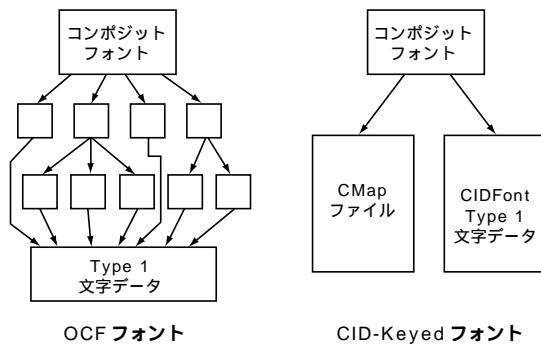 コンポジット
フォント
Type 1
文字データ
OCF フォント
コンポジット
フォント
CMap
ファイル
CIDFont
Type 1
文字データ
CID-Keyed フォント